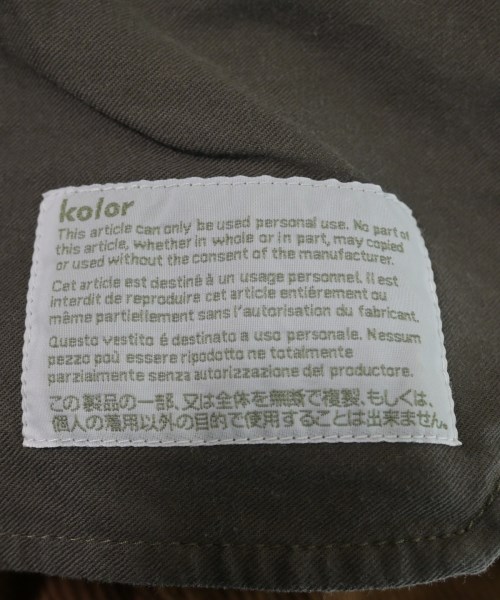 kolor
This article can only be used personal use. No part of
this article, whether in whole or in part, may copied
or used without the consent of the manufacturer.
Cet article est destiné à un usage personnel. Il est
interdit de reproduire cet article entiérement ou
même partiellement sans l'autorisation du fabricant.
Questo vestito é destinato a uso personale. Nessum
pezzo poú essere ripodotto ne totalmente
parzialmente senza autorizzazione del produttore.
この製品の一部、又は全体を無断で複製、もしくは、
個人の着用以外の目的で使用することは出来ません。